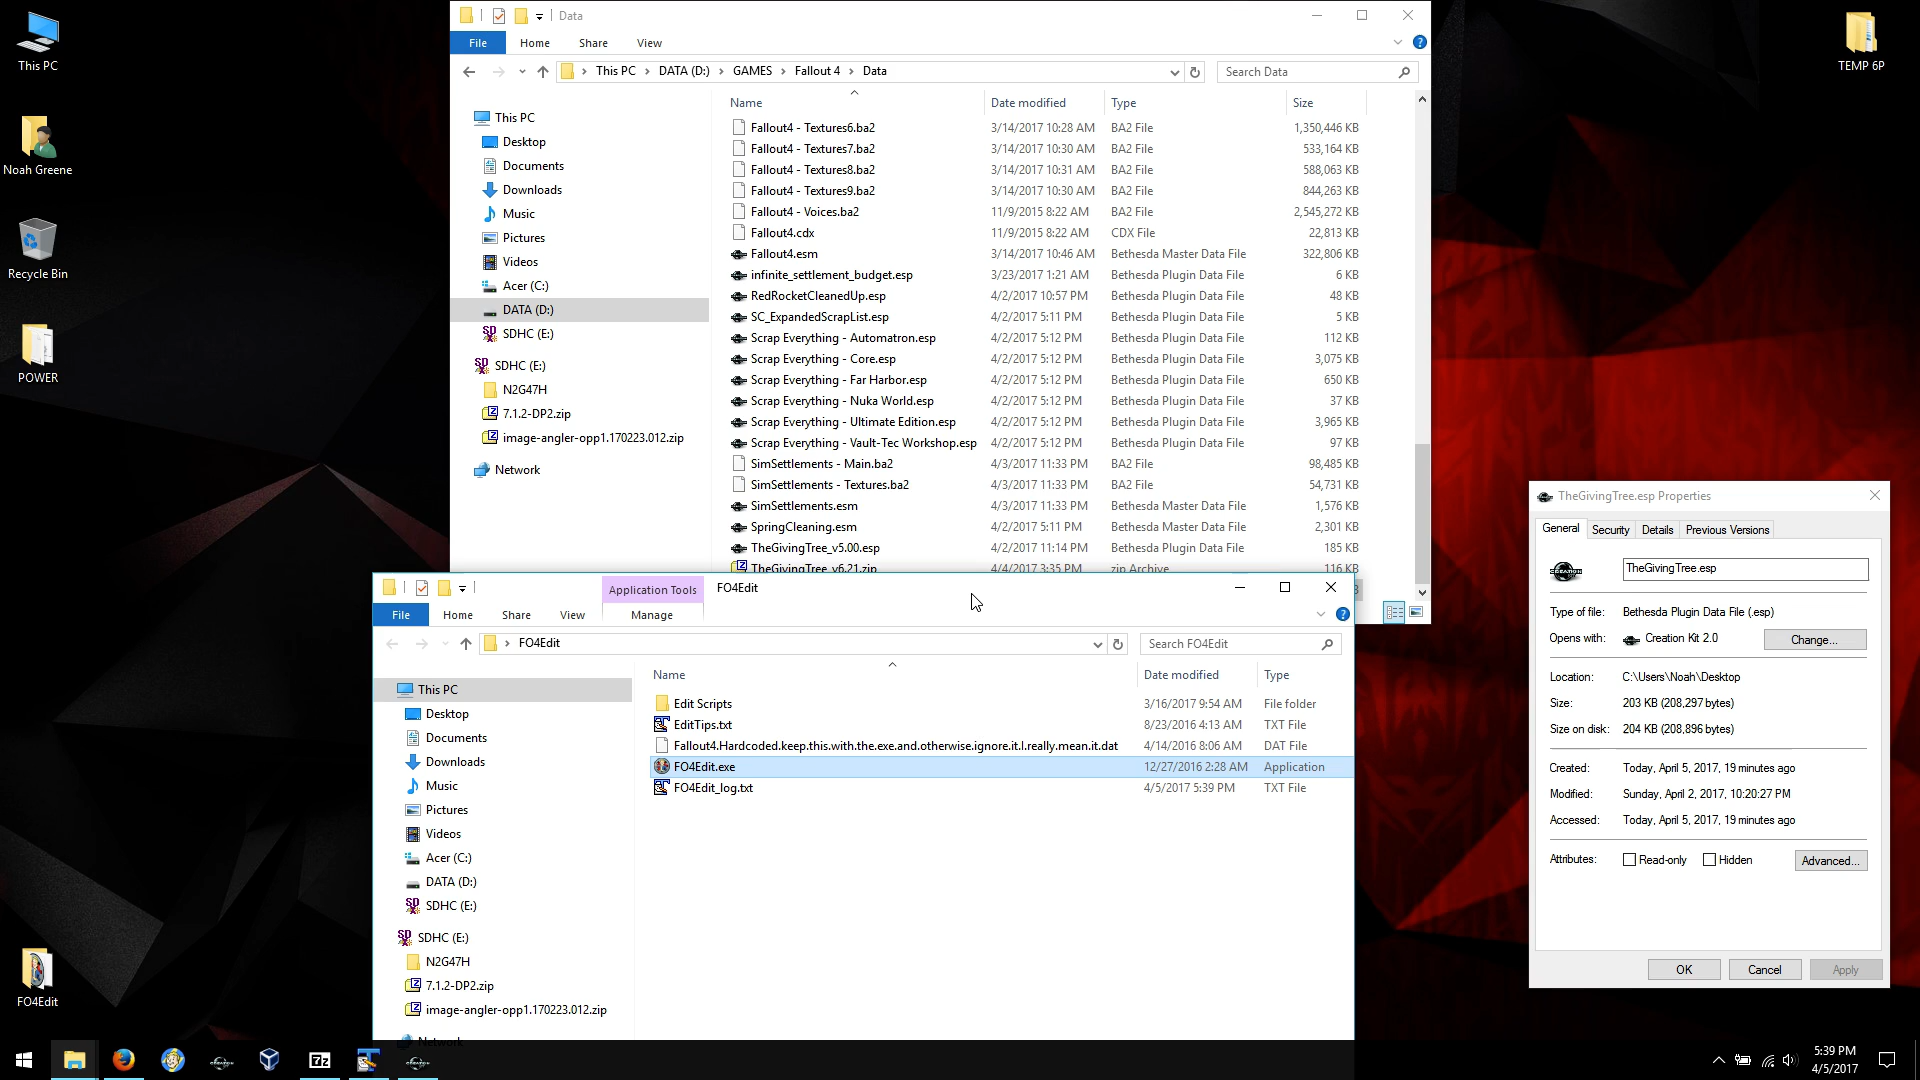 This PC
Noah Greene
Recycle Bin
POWER
FO4Edit
TEMP 6P
Data
File Home Share View
This PC DATA (D:) GAMES Fallout 4 Data
Search Data
This PC
Desktop
Documents
Downloads
Music
Pictures
Videos
Acer (C:)
DATA (D:)
SDHC (E:)
SDHC (E:)
N2G47H
7.1.2-DP2.zip
image-angler-opp1.170223.012.zip
Network
Name Date modified Type Size
Fallout4 - Textures6.ba2 3/14/2017 10:28 AM BA2 File 1,350,446 KB
Fallout4 - Textures7.ba2 3/14/2017 10:30 AM BA2 File 533,164 KB
Fallout4 - Textures8.ba2 3/14/2017 10:31 AM BA2 File 588,063 KB
Fallout4 - Textures9.ba2 3/14/2017 10:30 AM BA2 File 844,263 KB
Fallout4 - Voices.ba2 11/9/2015 8:22 AM BA2 File 2,545,272 KB
Fallout4.cdx 11/9/2015 8:22 AM CDX File 22,813 KB
Fallout4.esm 3/14/2017 10:46 AM Bethesda Master Data File 322,806 KB
infinite_settlement_budget.esp 3/23/2017 1:21 AM Bethesda Plugin Data File 6 KB
RedRocketCleanedUp.esp 4/2/2017 10:57 PM Bethesda Plugin Data File 48 KB
SC_ExpandedScrapList.esp 4/2/2017 5:11 PM Bethesda Plugin Data File 5 KB
Scrap Everything - Automatron.esp 4/2/2017 5:12 PM Bethesda Plugin Data File 112 KB
Scrap Everything - Core.esp 4/2/2017 5:12 PM Bethesda Plugin Data File 3,075 KB
Scrap Everything - Far Harbor.esp 4/2/2017 5:12 PM Bethesda Plugin Data File 650 KB
Scrap Everything - Nuka World.esp 4/2/2017 5:12 PM Bethesda Plugin Data File 37 KB
Scrap Everything - Ultimate Edition.esp 4/2/2017 5:12 PM Bethesda Plugin Data File 3,965 KB
Scrap Everything - Vault-Tec Workshop.esp 4/2/2017 5:12 PM Bethesda Plugin Data File 97 KB
SimSettlements - Main.ba2 4/3/2017 11:33 PM BA2 File 98,485 KB
SimSettlements - Textures.ba2 4/3/2017 11:33 PM BA2 File 54,731 KB
SimSettlements.esm 4/3/2017 11:33 PM Bethesda Master Data File 1,576 KB
SpringCleaning.esm 4/2/2017 5:11 PM Bethesda Master Data File 2,301 KB
TheGivingTree_v5.00.esp 4/2/2017 11:14 PM Bethesda Plugin Data File 185 KB
TheGivingTree_v6.21.zip 4/4/2017 3:35 PM zip Archive 116 KB
Application Tools FO4Edit
File Home Share View Manage
FO4Edit
Search FO4Edit
This PC
Desktop
Documents
Downloads
Music
Pictures
Videos
Acer (C:)
DATA (D:)
SDHC (E:)
SDHC (E:)
N2G47H
7.1.2-DP2.zip
image-angler-opp1.170223.012.zip
Network
Name Date modified Type
Edit Scripts 3/16/2017 9:54 AM File folder
EditTips.txt 8/23/2016 4:13 AM TXT File
Fallout4.Hardcoded.keep.this.with.the.exe.and.otherwise.ignore.it.I.really.mean.it.dat 4/14/2016 8:06 AM DAT File
FO4Edit.exe 12/27/2016 2:28 AM Application
FO4Edit_log.txt 4/5/2017 5:39 PM TXT File
TheGivingTree.esp Properties
General Security Details Previous Versions
TheGivingTree.esp
Type of file: Bethesda Plugin Data File (.esp)
Opens with: Creation Kit 2.0 Change...
Location: C:\Users\Noah\Desktop
Size: 203 KB (208,297 bytes)
Size on disk: 204 KB (208,896 bytes)
Created: Today, April 5, 2017, 19 minutes ago
Modified: Sunday, April 2, 2017, 10:20:27 PM
Accessed: Today, April 5, 2017, 19 minutes ago
Attributes: Read-only Hidden Advanced...
OK Cancel Apply
7z
5:39 PM
4/5/2017